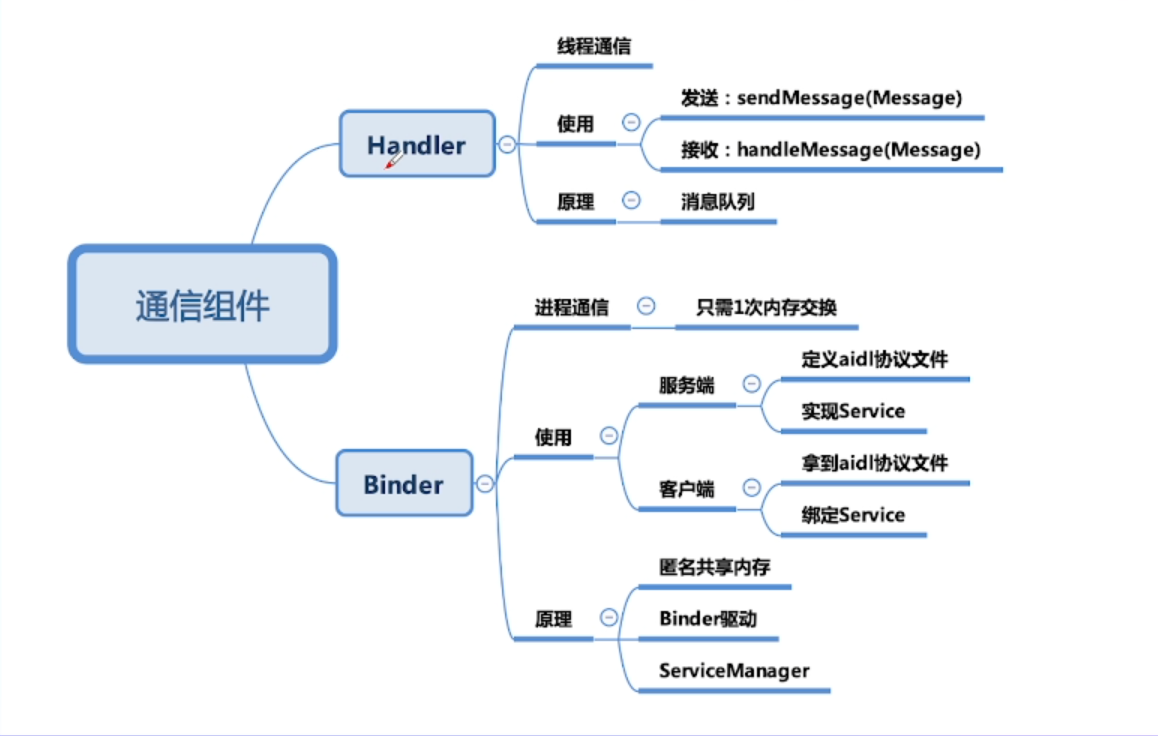 通信组件
Handler
线程通信
使用
发送：sendMessage(Message)
接收：handleMessage(Message)
原理
消息队列
Binder
进程通信
只需1次内存交换
使用
服务端
定义aidl协议文件
实现Service
客户端
拿到aidl协议文件
绑定Service
原理
匿名共享内存
Binder驱动
ServiceManager